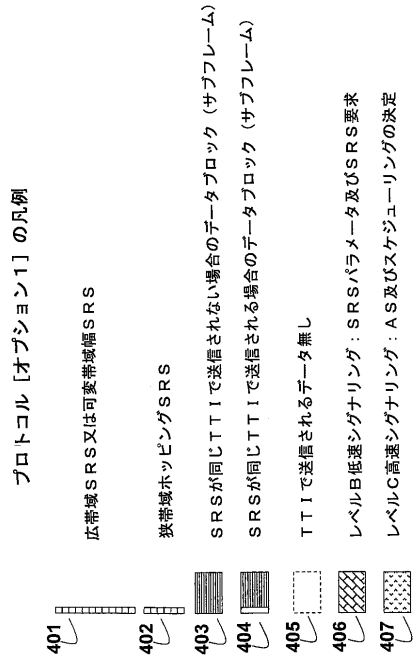 プロトコル［オプション1］の凡例
401 広帯域SRS又は可変帯域幅SRS
402 狭帯域ホッピングSRS
403 SRSが同じTTIで送信されない場合のデータブロック（サブフレーム）
404 SRSが同じTTIで送信される場合のデータブロック（サブフレーム）
405 TTIで送信されるデータ無し
406 レベルB低速シグナリング：SRSパラメータ及びSRS要求
407 レベルC高速シグナリング：AS及びスケジューリングの決定